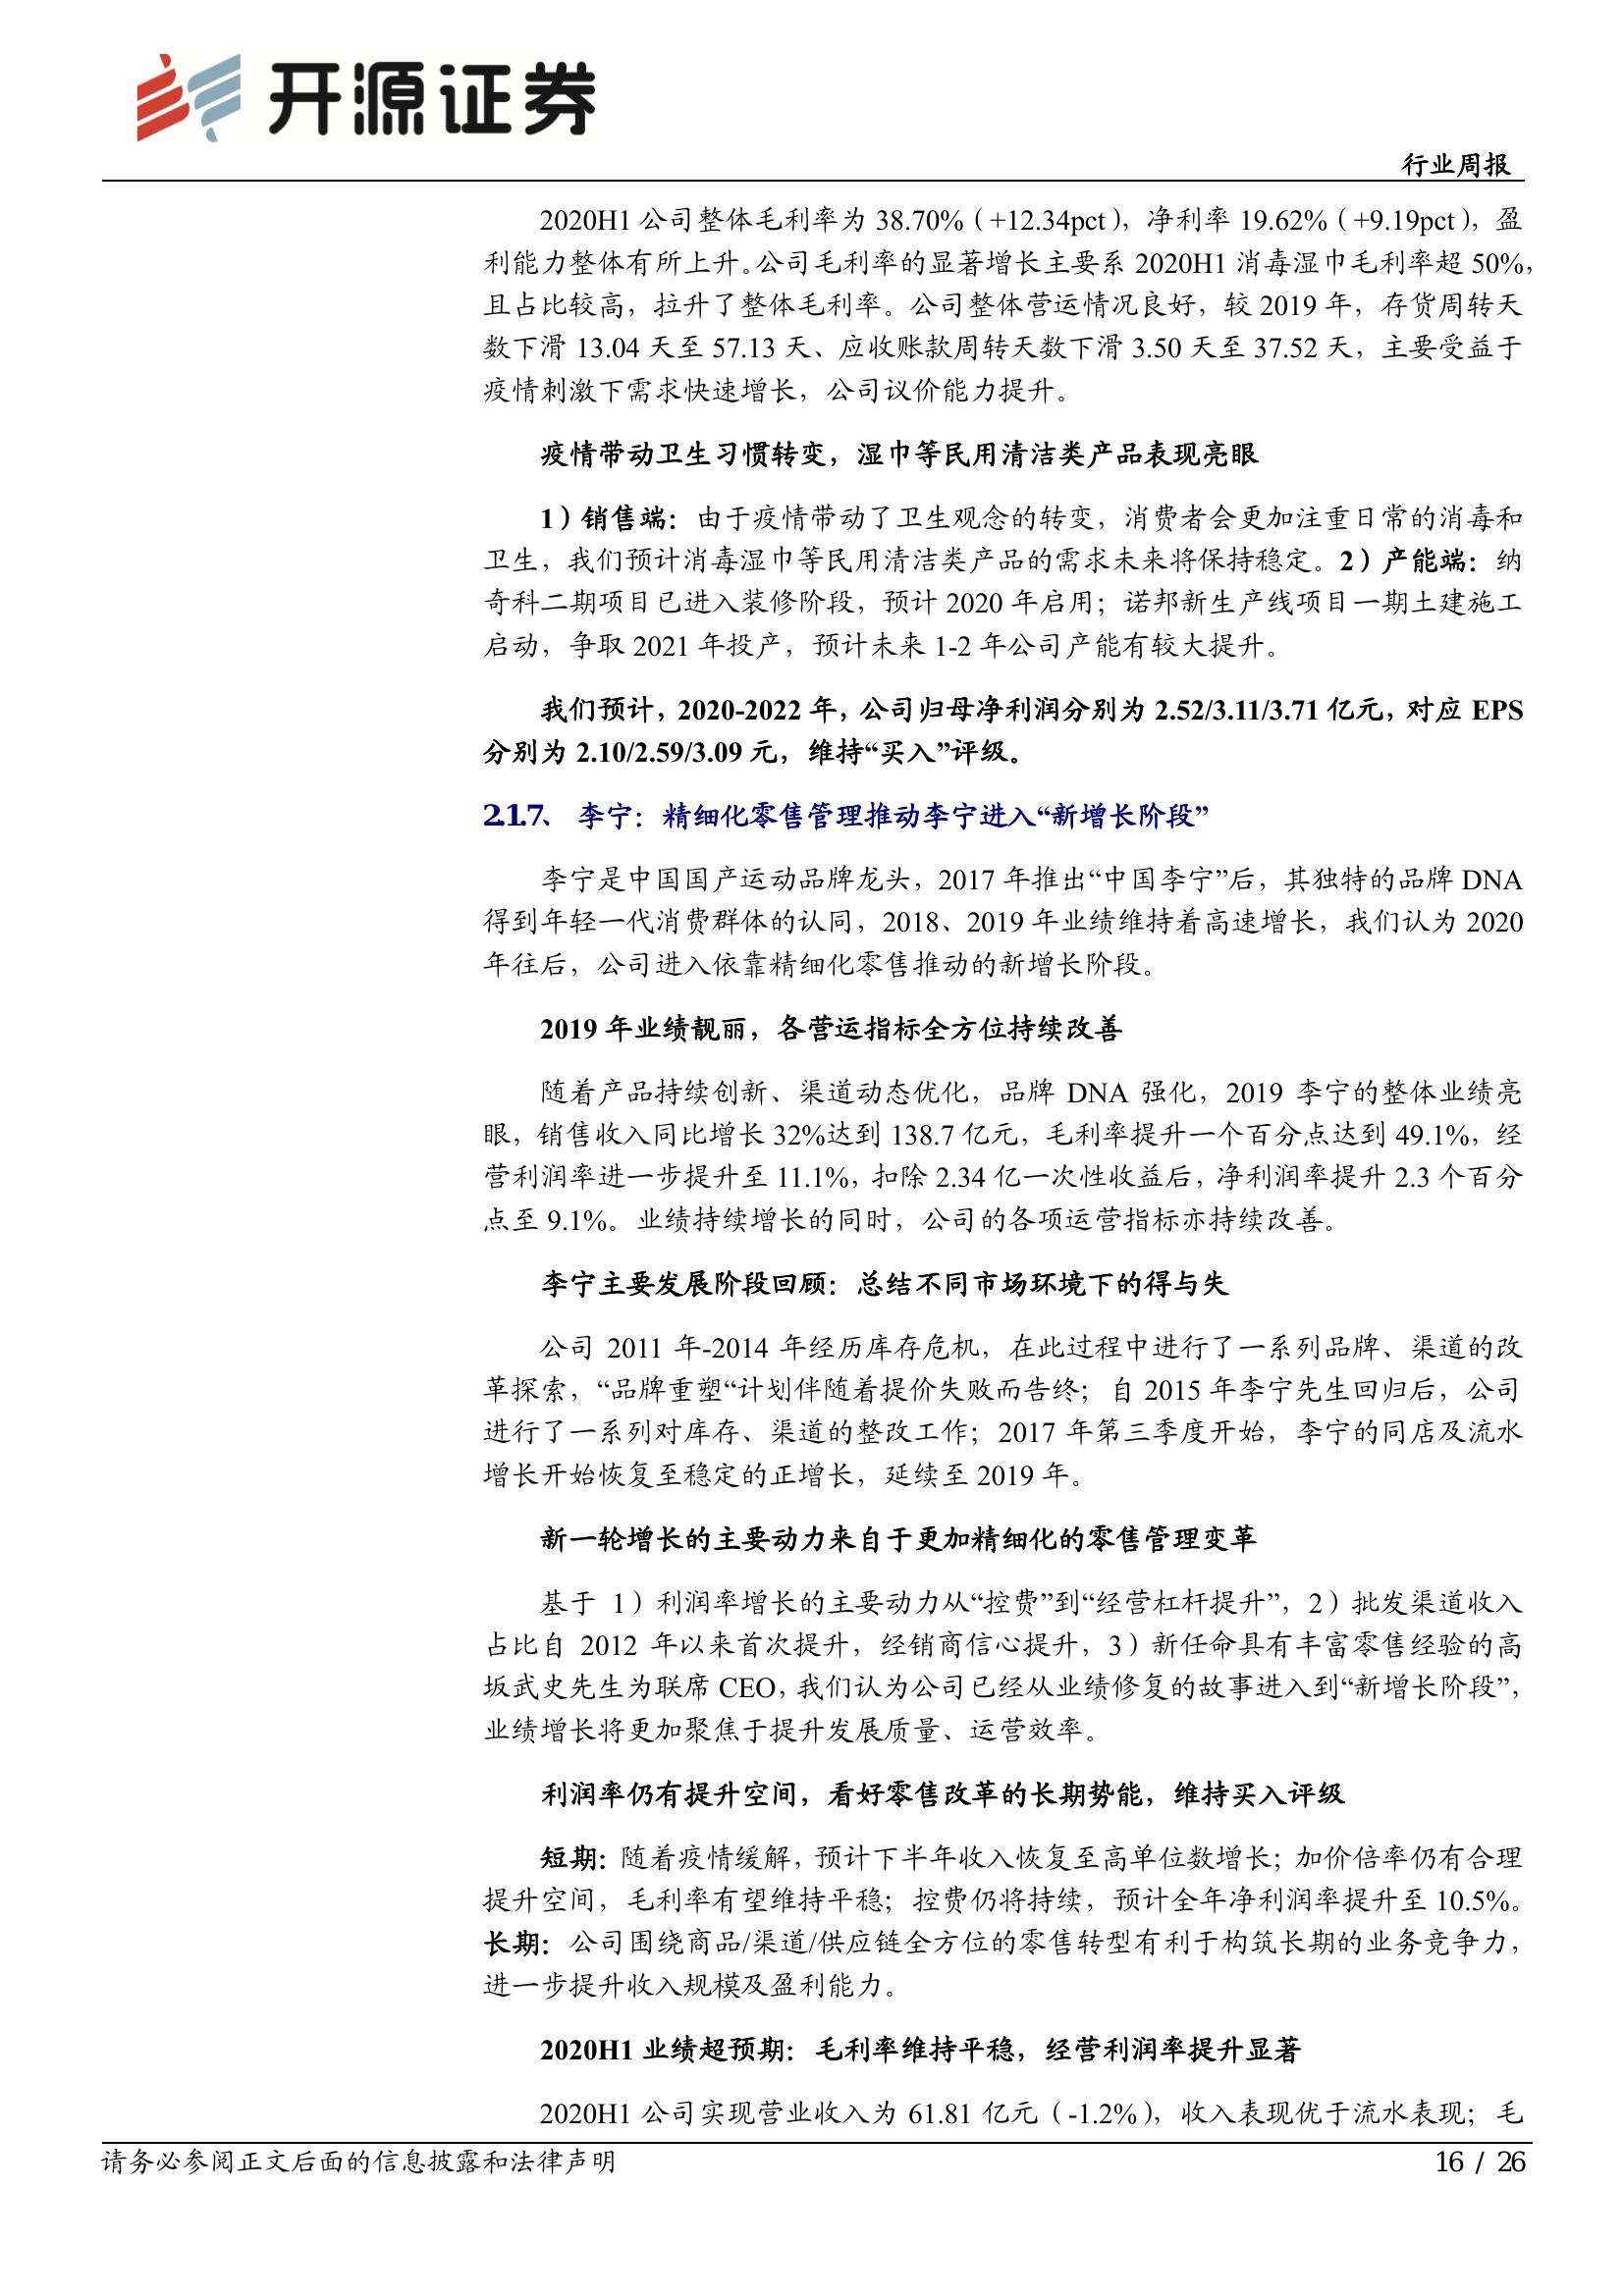 开源证券
行业周报
2020H1 公司整体毛利率为 38.70%（+12.34pct），净利率 19.62%（+9.19pct），盈
利能力整体有所上升。公司毛利率的显著增长主要系 2020H1 消毒湿巾毛利率超 50%，
且占比较高，拉升了整体毛利率。公司整体营运情况良好，较 2019 年，存货周转天
数下滑 13.04 天至 57.13 天、应收账款周转天数下滑 3.50 天至 37.52 天，主要受益于
疫情刺激下需求快速增长，公司议价能力提升。
疫情带动卫生习惯转变，湿巾等民用清洁类产品表现亮眼
1）销售端：由于疫情带动了卫生观念的转变，消费者会更加注重日常的消毒和
卫生，我们预计消毒湿巾等民用清洁类产品的需求未来将保持稳定。2）产能端：纳
奇科二期项目已进入装修阶段，预计 2020 年启用；诺邦新生产线项目一期土建施工
启动，争取 2021 年投产，预计未来 1-2 年公司产能有较大提升。
我们预计，2020-2022 年，公司归母净利润分别为 2.52/3.11/3.71 亿元，对应 EPS
分别为 2.10/2.59/3.09 元，维持“买入”评级。
2.1.7、 李宁：精细化零售管理推动李宁进入“新增长阶段”
李宁是中国国产运动品牌龙头，2017 年推出“中国李宁”后，其独特的品牌 DNA
得到年轻一代消费群体的认同，2018、2019 年业绩维持着高速增长，我们认为 2020
年往后，公司进入依靠精细化零售推动的新增长阶段。
2019 年业绩靓丽，各营运指标全方位持续改善
随着产品持续创新、渠道动态优化，品牌 DNA 强化，2019 李宁的整体业绩亮
眼，销售收入同比增长 32%达到 138.7 亿元，毛利率提升一个百分点达到 49.1%，经
营利润率进一步提升至 11.1%，扣除 2.34 亿一次性收益后，净利润率提升 2.3 个百分
点至 9.1%。业绩持续增长的同时，公司的各项运营指标亦持续改善。
李宁主要发展阶段回顾：总结不同市场环境下的得与失
公司 2011 年-2014 年经历库存危机，在此过程中进行了一系列品牌、渠道的改
革探索，“品牌重塑“计划伴随着提价失败而告终；自 2015 年李宁先生回归后，公司
进行了一系列对库存、渠道的整改工作；2017 年第三季度开始，李宁的同店及流水
增长开始恢复至稳定的正增长，延续至 2019 年。
新一轮增长的主要动力来自于更加精细化的零售管理变革
基于 1）利润率增长的主要动力从“控费”到“经营杠杆提升”，2）批发渠道收入
占比自 2012 年以来首次提升，经销商信心提升，3）新任命具有丰富零售经验的高
坂武史先生为联席 CEO，我们认为公司已经从业绩修复的故事进入到“新增长阶段”，
业绩增长将更加聚焦于提升发展质量、运营效率。
利润率仍有提升空间，看好零售改革的长期势能，维持买入评级
短期：随着疫情缓解，预计下半年收入恢复至高单位数增长；加价倍率仍有合理
提升空间，毛利率有望维持平稳；控费仍将持续，预计全年净利润率提升至 10.5%。
长期：公司围绕商品/渠道/供应链全方位的零售转型有利于构筑长期的业务竞争力，
进一步提升收入规模及盈利能力。
2020H1 业绩超预期：毛利率维持平稳，经营利润率提升显著
2020H1 公司实现营业收入为 61.81 亿元（-1.2%），收入表现优于流水表现；毛
请务必参阅正文后面的信息披露和法律声明
16 / 26